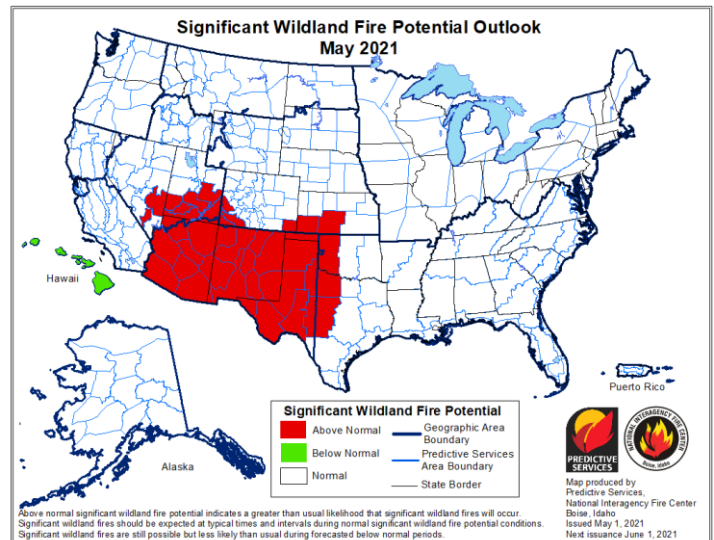 Significant Wildland Fire Potential Outlook
May 2021
Hawaii
Puerto Rico
Alaska
Significant Wildland Fire Potential
Above Normal
Below Normal
Normal
Geographic Area
Boundary
Predictive Services
Area Boundary
State Border
PREDICTIVE
SERVICES
NATIONAL INTERAGENCY FIRE CENTER
Boise, Idaho
Map produced by
Predictive Services,
National Interagency Fire Center
Boise, Idaho
Issued May 1, 2021
Next issuance June 1, 2021
Above normal significant wildland fire potential indicates a greater than usual likelihood that significant wildland fires will occur.
Significant wildland fires should be expected at typical times and intervals during normal significant wildland fire potential conditions.
Significant wildland fires are still possible but less likely than usual during forecasted below normal periods.